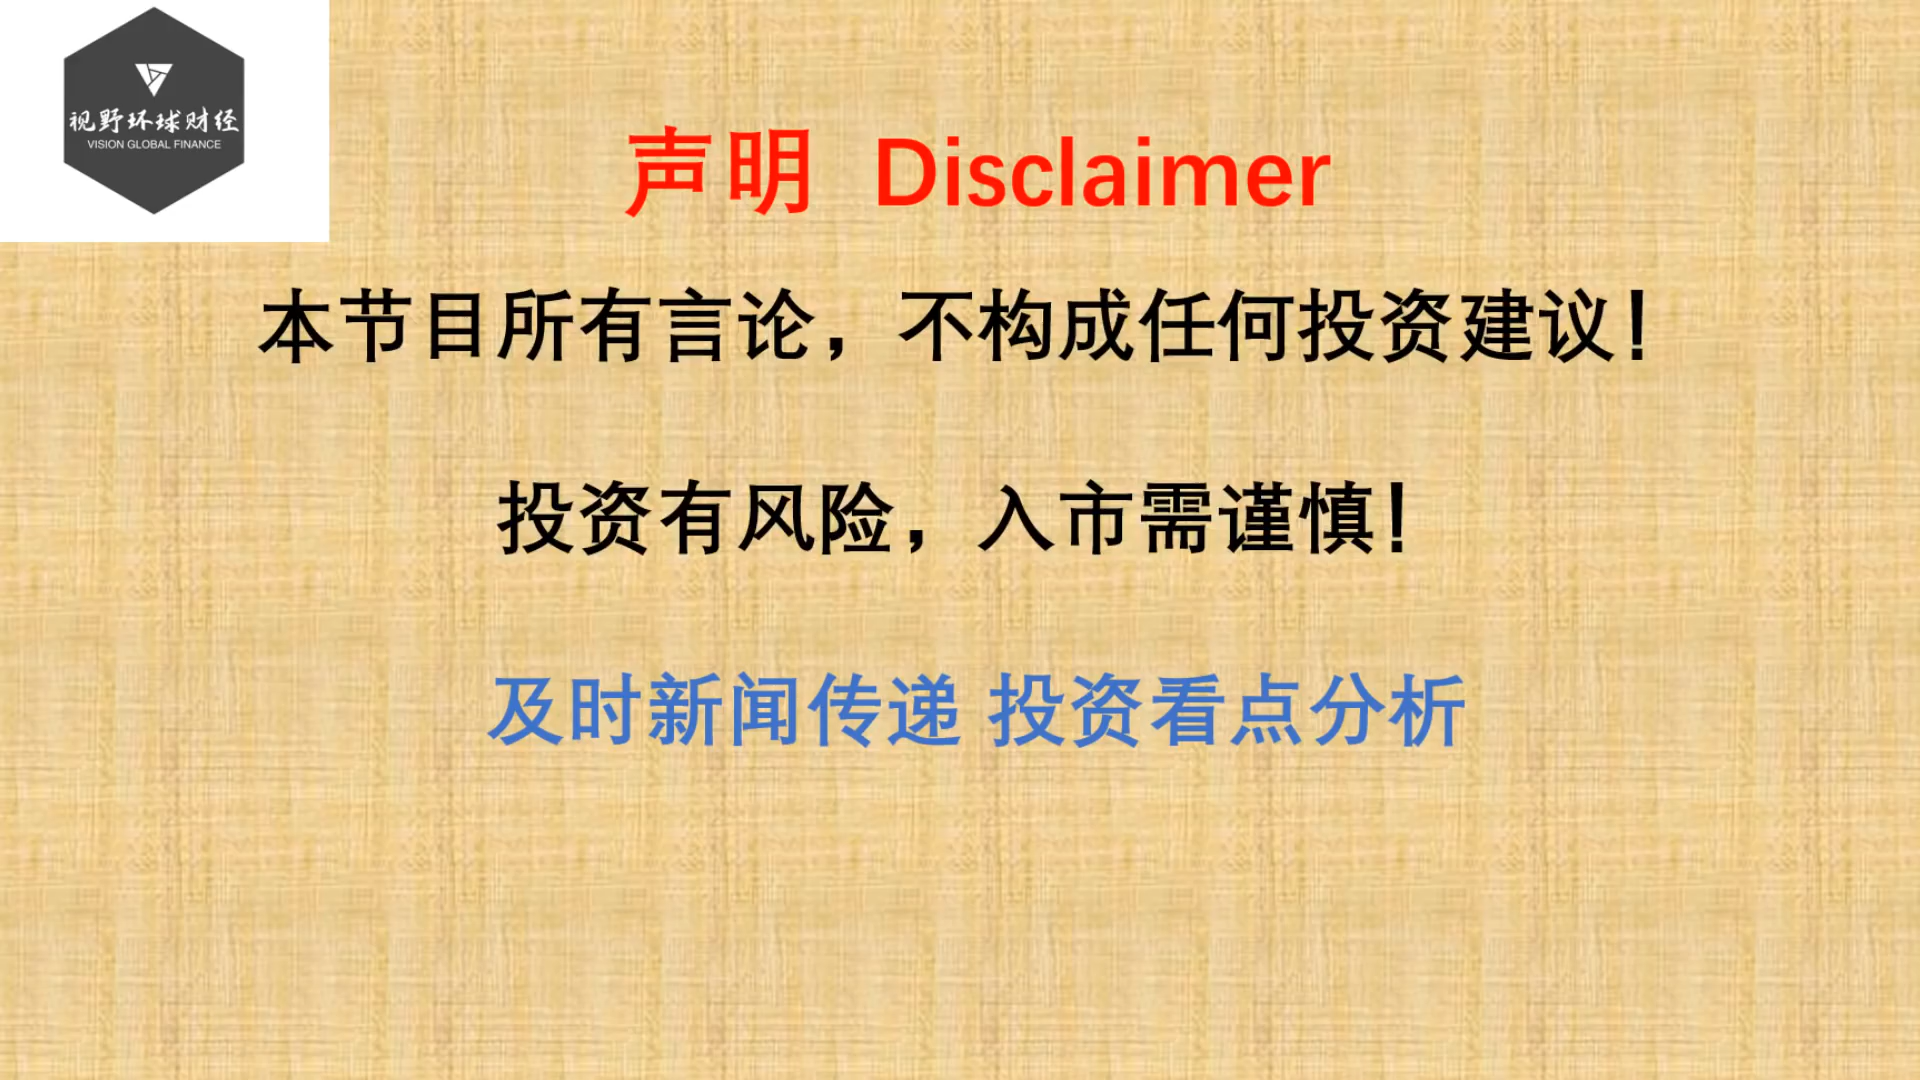 视野环球财经
VISION GLOBAL FINANCE
声明 Disclaimer
本节目所有言论，不构成任何投资建议！
投资有风险，入市需谨慎！
及时新闻传递 投资看点分析